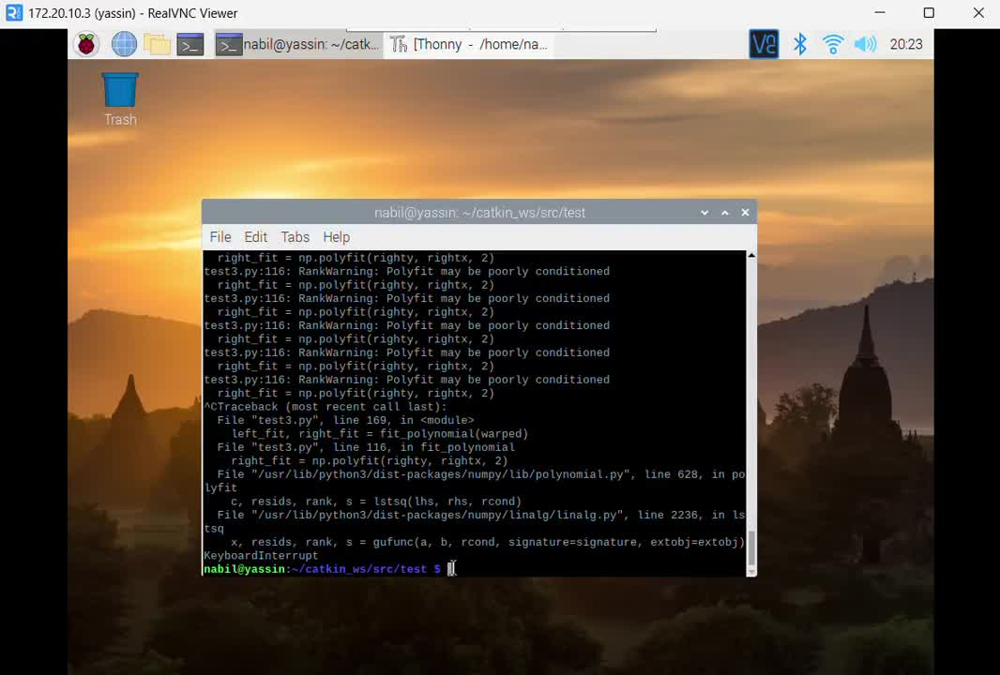 172.20.10.3 (yassin) - RealVNC Viewer
nabil@yassin: ~/catk...
[Thonny - /home/na...
20:23
Trash
nabil@yassin: ~/catkin_ws/src/test
File Edit Tabs Help
right_fit = np.polyfit(righty, rightx, 2)
test3.py:116: RankWarning: Polyfit may be poorly conditioned
right_fit = np.polyfit(righty, rightx, 2)
test3.py:116: RankWarning: Polyfit may be poorly conditioned
right_fit = np.polyfit(righty, rightx, 2)
test3.py:116: RankWarning: Polyfit may be poorly conditioned
right_fit = np.polyfit(righty, rightx, 2)
test3.py:116: RankWarning: Polyfit may be poorly conditioned
right_fit = np.polyfit(righty, rightx, 2)
test3.py:116: RankWarning: Polyfit may be poorly conditioned
right_fit = np.polyfit(righty, rightx, 2)
^CTraceback (most recent call last):
File "test3.py", line 169, in <module>
left_fit, right_fit = fit_polynomial(warped)
File "test3.py", line 116, in fit_polynomial
right_fit = np.polyfit(righty, rightx, 2)
File "/usr/lib/python3/dist-packages/numpy/lib/polynomial.py", line 628, in po
lyfit
c, resids, rank, s = lstsq(lhs, rhs, rcond)
File "/usr/lib/python3/dist-packages/numpy/linalg/linalg.py", line 2236, in ls
tsq
x, resids, rank, s = gufunc(a, b, rcond, signature=signature, extobj=extobj)
KeyboardInterrupt
nabil@yassin:~/catkin_ws/src/test $